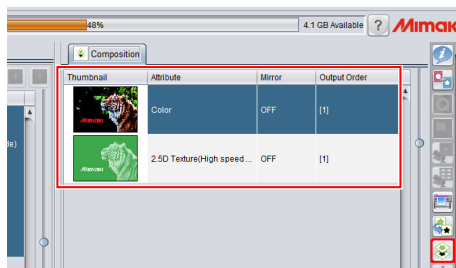 48%
4.1 GB Available
?
Mimak
Composition
Thumbnail Attribute Mirror Output Order
Mimaki
Color OFF [1]
de)
2.5D Texture(High speed ... OFF [1]
Mimaki